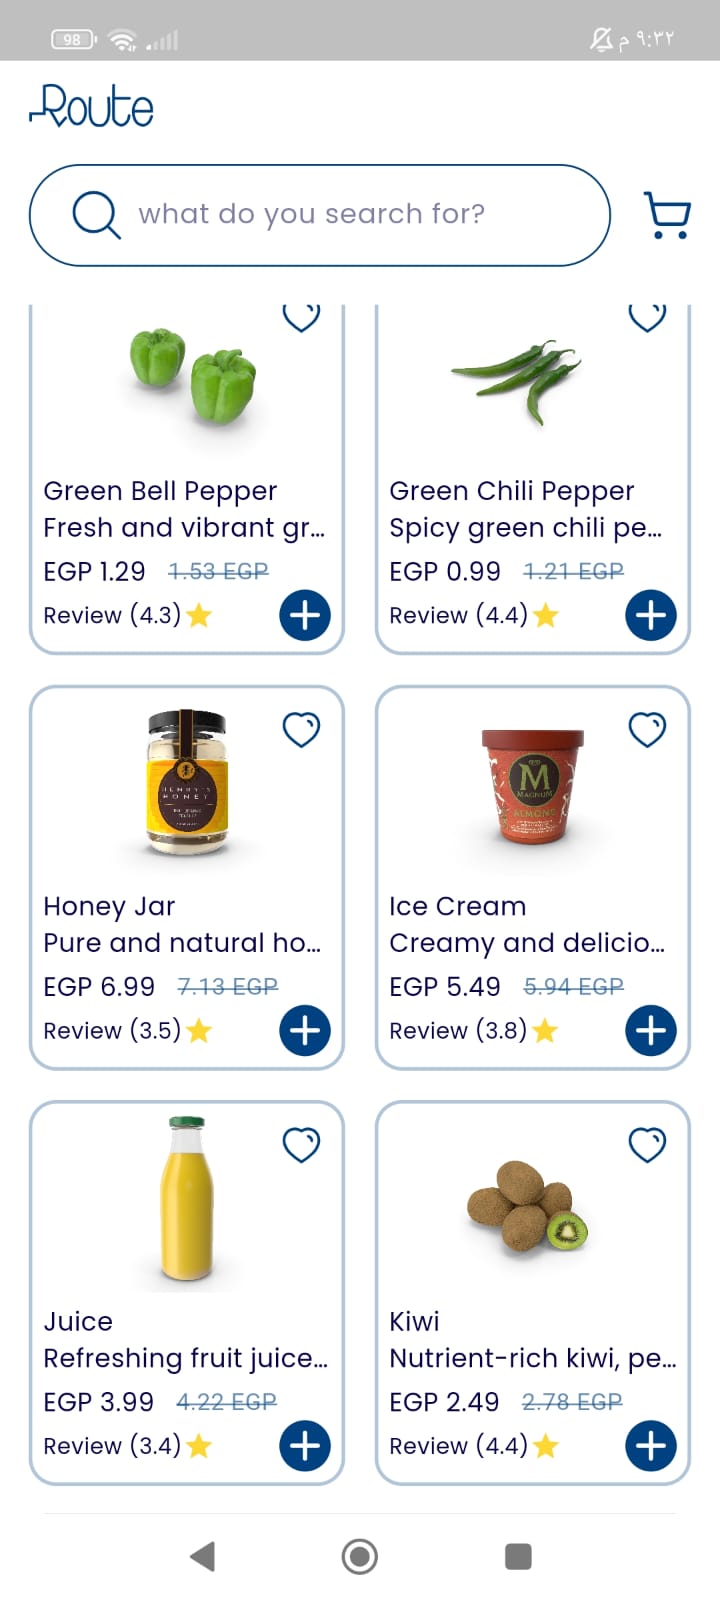 98
٩:٣٢ م
Route
what do you search for?
Green Bell Pepper
Fresh and vibrant gr...
EGP 1.29 1.53 EGP
Review (4.3)
Green Chili Pepper
Spicy green chili pe...
EGP 0.99 1.21 EGP
Review (4.4)
HENRY'S
HONEY
Honey Jar
Pure and natural ho...
EGP 6.99 7.13 EGP
Review (3.5)
M
MAGNUM
ALMOND
Ice Cream
Creamy and delicio...
EGP 5.49 5.94 EGP
Review (3.8)
Juice
Refreshing fruit juice...
EGP 3.99 4.22 EGP
Review (3.4)
Kiwi
Nutrient-rich kiwi, pe...
EGP 2.49 2.78 EGP
Review (4.4)